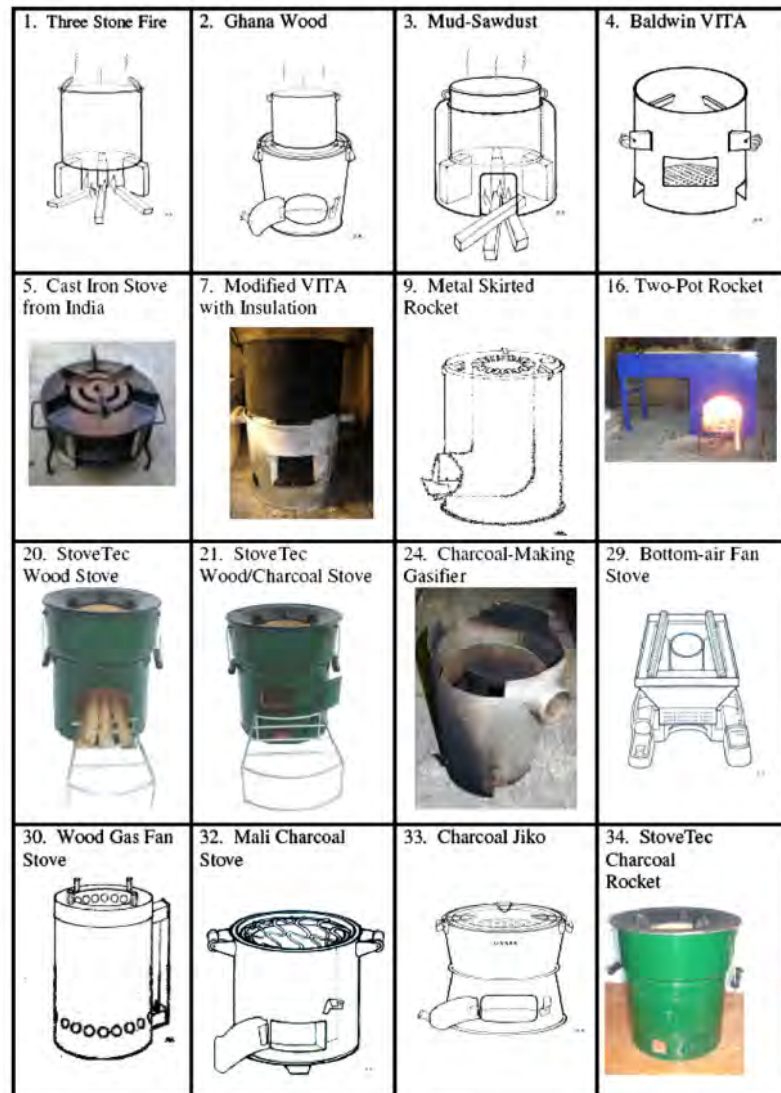 1. Three Stone Fire
2. Ghana Wood
3. Mud-Sawdust
4. Baldwin VITA
5. Cast Iron Stove
from India
7. Modified VITA
with Insulation
9. Metal Skirted
Rocket
16. Two-Pot Rocket
20. StoveTec
Wood Stove
21. StoveTec
Wood/Charcoal Stove
24. Charcoal-Making
Gasifier
29. Bottom-air Fan
Stove
30. Wood Gas Fan
Stove
32. Mali Charcoal
Stove
33. Charcoal Jiko
34. StoveTec
Charcoal
Rocket